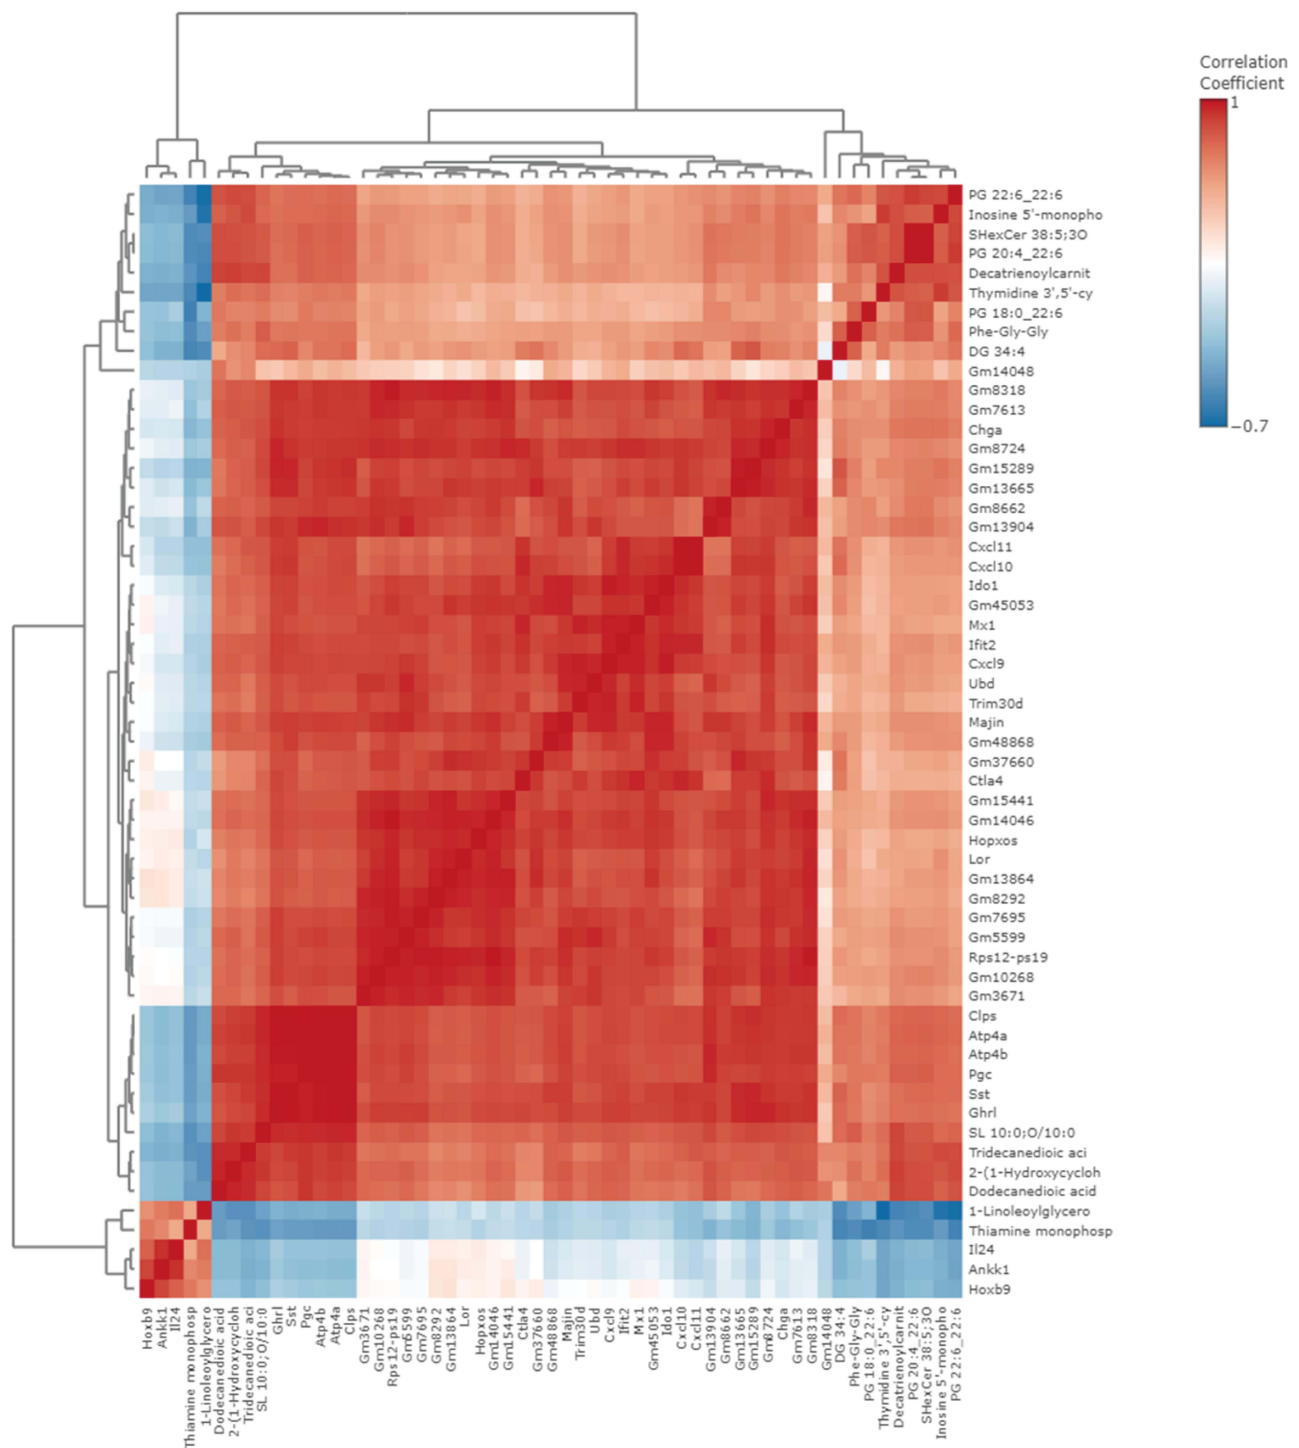 Correlation
Coefficient
1
−0.7
PG 22:6_22:6
Inosine 5'-monopho
SHexCer 38:5;3O
PG 20:4_22:6
Decatrienoylcarnit
Thymidine 3',5'-cy
PG 18:0_22:6
Phe-Gly-Gly
DG 34:4
Gm14048
Gm8318
Gm7613
Chga
Gm8724
Gm15289
Gm13665
Gm8662
Gm13904
Cxcl11
Cxcl10
Ido1
Gm45053
Mx1
Ifit2
Cxcl9
Ubd
Trim30d
Majin
Gm48868
Gm37660
Ctla4
Gm15441
Gm14046
Hopxos
Lor
Gm13864
Gm8292
Gm7695
Gm5599
Rps12-ps19
Gm10268
Gm3671
Clps
Atp4a
Atp4b
Pgc
Sst
Ghrl
SL 10:0;O/10:0
Tridecanedioic aci
2-(1-Hydroxycycloh
Dodecanedioic acid
1-Linoleoylglycero
Thiamine monophosp
Il24
Ankk1
Hoxb9
Hoxb9
Ankk1
Il24
Thiamine monophosp
1-Linoleoylglycero
Dodecanedioic acid
2-(1-Hydroxycycloh
Tridecanedioic aci
SL 10:0;O/10:0
Ghrl
Sst
Pgc
Atp4b
Atp4a
Clps
Gm3671
Gm10268
Rps12-ps19
Gm5599
Gm7695
Gm8292
Gm13864
Lor
Hopxos
Gm14046
Gm15441
Ctla4
Gm37660
Gm48868
Majin
Trim30d
Ubd
Cxcl9
Ifit2
Mx1
Gm45053
Ido1
Cxcl10
Cxcl11
Gm13904
Gm8662
Gm13665
Gm15289
Gm8724
Chga
Gm7613
Gm8318
Gm14048
DG 34:4
Phe-Gly-Gly
PG 18:0_22:6
Thymidine 3',5'-cy
Decatrienoylcarnit
PG 20:4_22:6
SHexCer 38:5;3O
Inosine 5'-monopho
PG 22:6_22:6